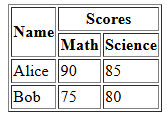 Name Scores
Math Science
Alice 90 85
Bob 75 80